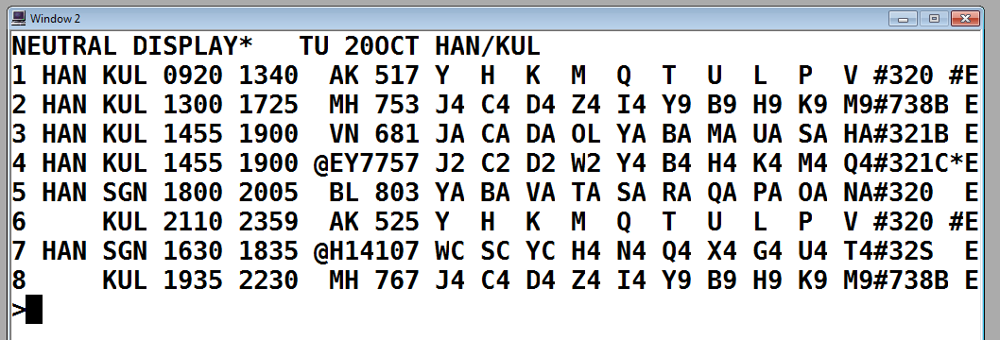 Window 2
NEUTRAL DISPLAY*   TU 20OCT HAN/KUL
1 HAN KUL 0920 1340  AK 517 Y  H  K  M  Q  T  U  L  P  V #320 #E
2 HAN KUL 1300 1725  MH 753 J4 C4 D4 Z4 I4 Y9 B9 H9 K9 M9#738B E
3 HAN KUL 1455 1900  VN 681 JA CA DA OL YA BA MA UA SA HA#321B E
4 HAN KUL 1455 1900 @EY7757 J2 C2 D2 W2 Y4 B4 H4 K4 M4 Q4#321C*E
5 HAN SGN 1800 2005  BL 803 YA BA VA TA SA RA QA PA OA NA#320  E
6     KUL 2110 2359  AK 525 Y  H  K  M  Q  T  U  L  P  V #320 #E
7 HAN SGN 1630 1835 @H14107 WC SC YC H4 N4 Q4 X4 G4 U4 T4#32S  E
8     KUL 1935 2230  MH 767 J4 C4 D4 Z4 I4 Y9 B9 H9 K9 M9#738B E
>